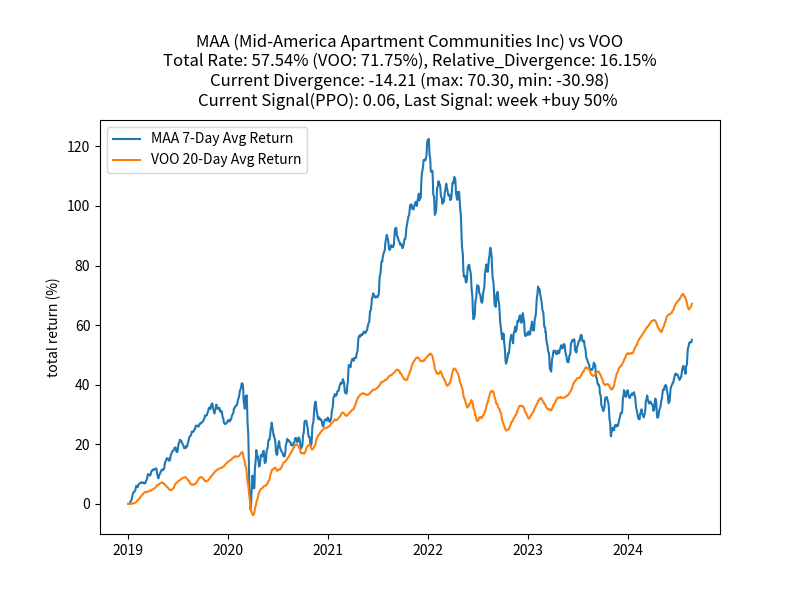 MAA (Mid-America Apartment Communities Inc) vs VOO
Total Rate: 57.54% (VOO: 71.75%), Relative_Divergence: 16.15%
Current Divergence: -14.21 (max: 70.30, min: -30.98)
Current Signal(PPO): 0.06, Last Signal: week +buy 50%
MAA 7-Day Avg Return
VOO 20-Day Avg Return
total return (%)
120
100
80
60
40
20
0
2019 2020 2021 2022 2023 2024